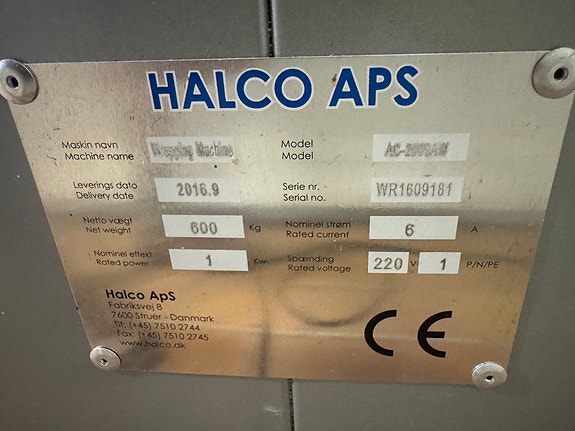 HALCO APS
Maskin navn
Machine name
Wrapping Machine
Model
Model
Leverings dato
Delivery date
2016.9
Serie nr.
Serial no.
WR1609181
Netto vægt
Net weight
600 Kg
Nominel strøm
Rated current
6 A
Nominel effekt
Rated power
1 Kw
Spænding
Rated voltage
220 V 1 P/N/PE
Halco ApS
Fabriksvej 8
7600 Struer - Danmark
Tlf: (+45) 7510 2744
Fax: (+45) 7510 2745
www.halco.dk
CE